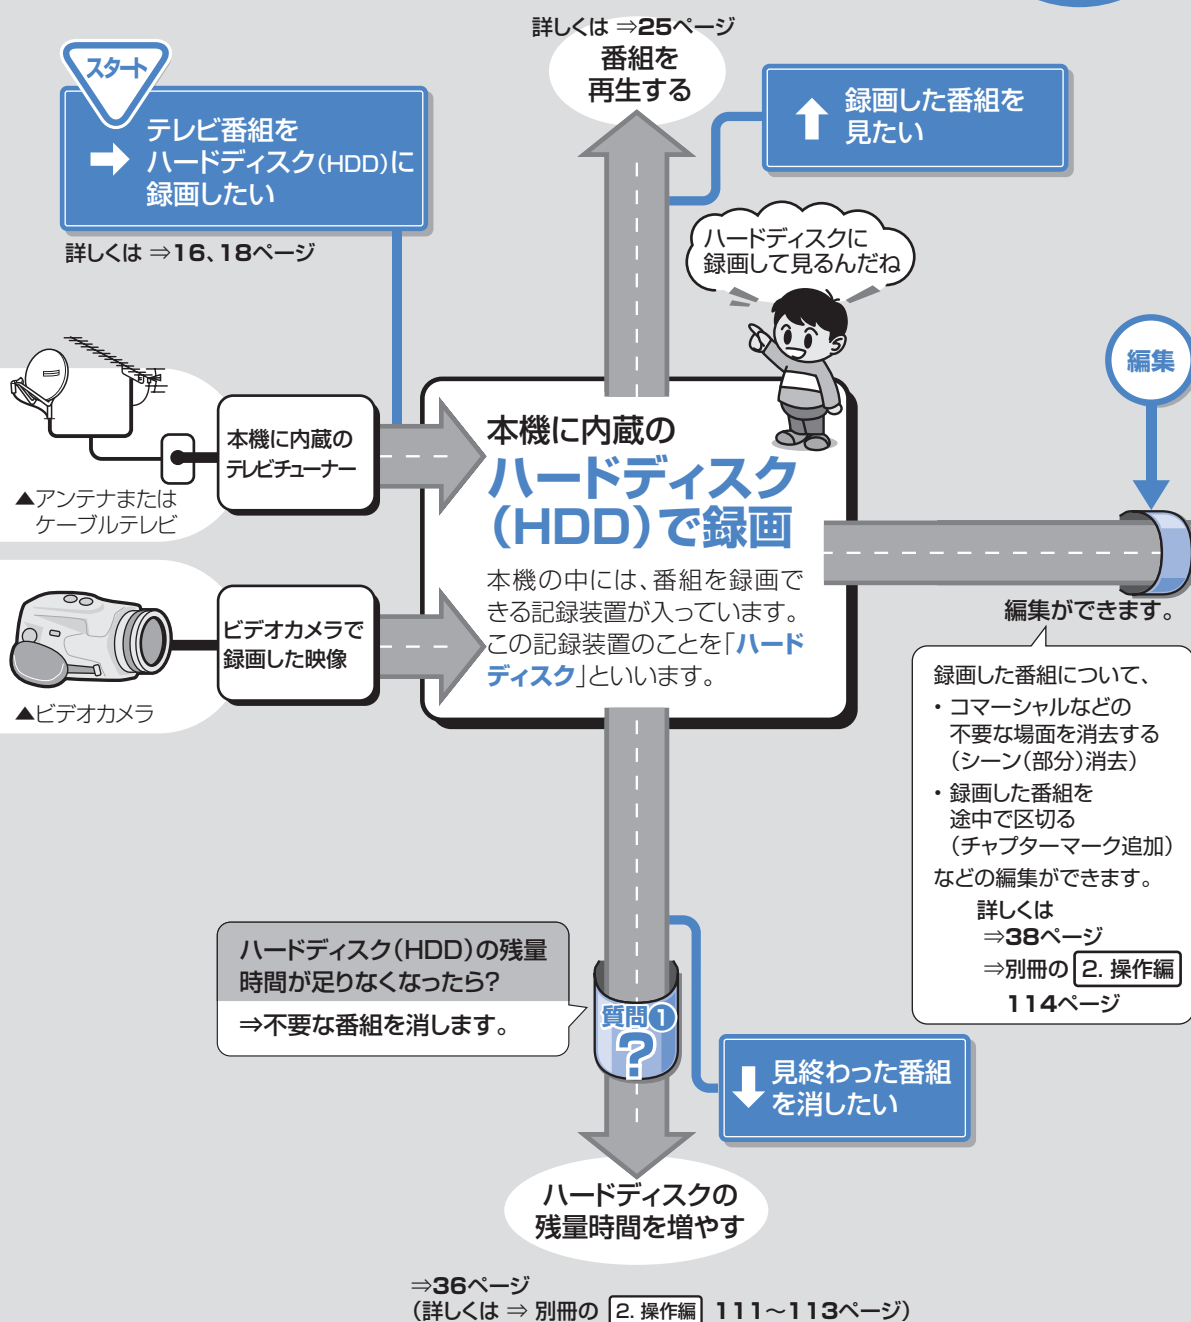 詳しくは ⇒25ページ
番組を
再生する
スタート
➡ テレビ番組を
ハードディスク(HDD)に
録画したい
詳しくは ⇒16、18ページ
⬆ 録画した番組を
見たい
ハードディスクに
録画して見るんだね
編集
本機に内蔵の
テレビチューナー
▲アンテナまたは
ケーブルテレビ
本機に内蔵の
ハードディスク
(HDD)で録画
本機の中には、番組を録画で
きる記録装置が入っています。
この記録装置のことを「ハード
ディスク」といいます。
ビデオカメラで
録画した映像
▲ビデオカメラ
編集ができます。
録画した番組について、
・コマーシャルなどの
不要な場面を消去する
(シーン(部分)消去)
・録画した番組を
途中で区切る
(チャプターマーク追加)
などの編集ができます。
詳しくは
⇒38ページ
⇒別冊の 2. 操作編
114ページ
ハードディスク(HDD)の残量
時間が足りなくなったら?
⇒不要な番組を消します。
質問❶
?
⬇ 見終わった番組
を消したい
ハードディスクの
残量時間を増やす
⇒36ページ
(詳しくは ⇒ 別冊の 2. 操作編 111〜113ページ)